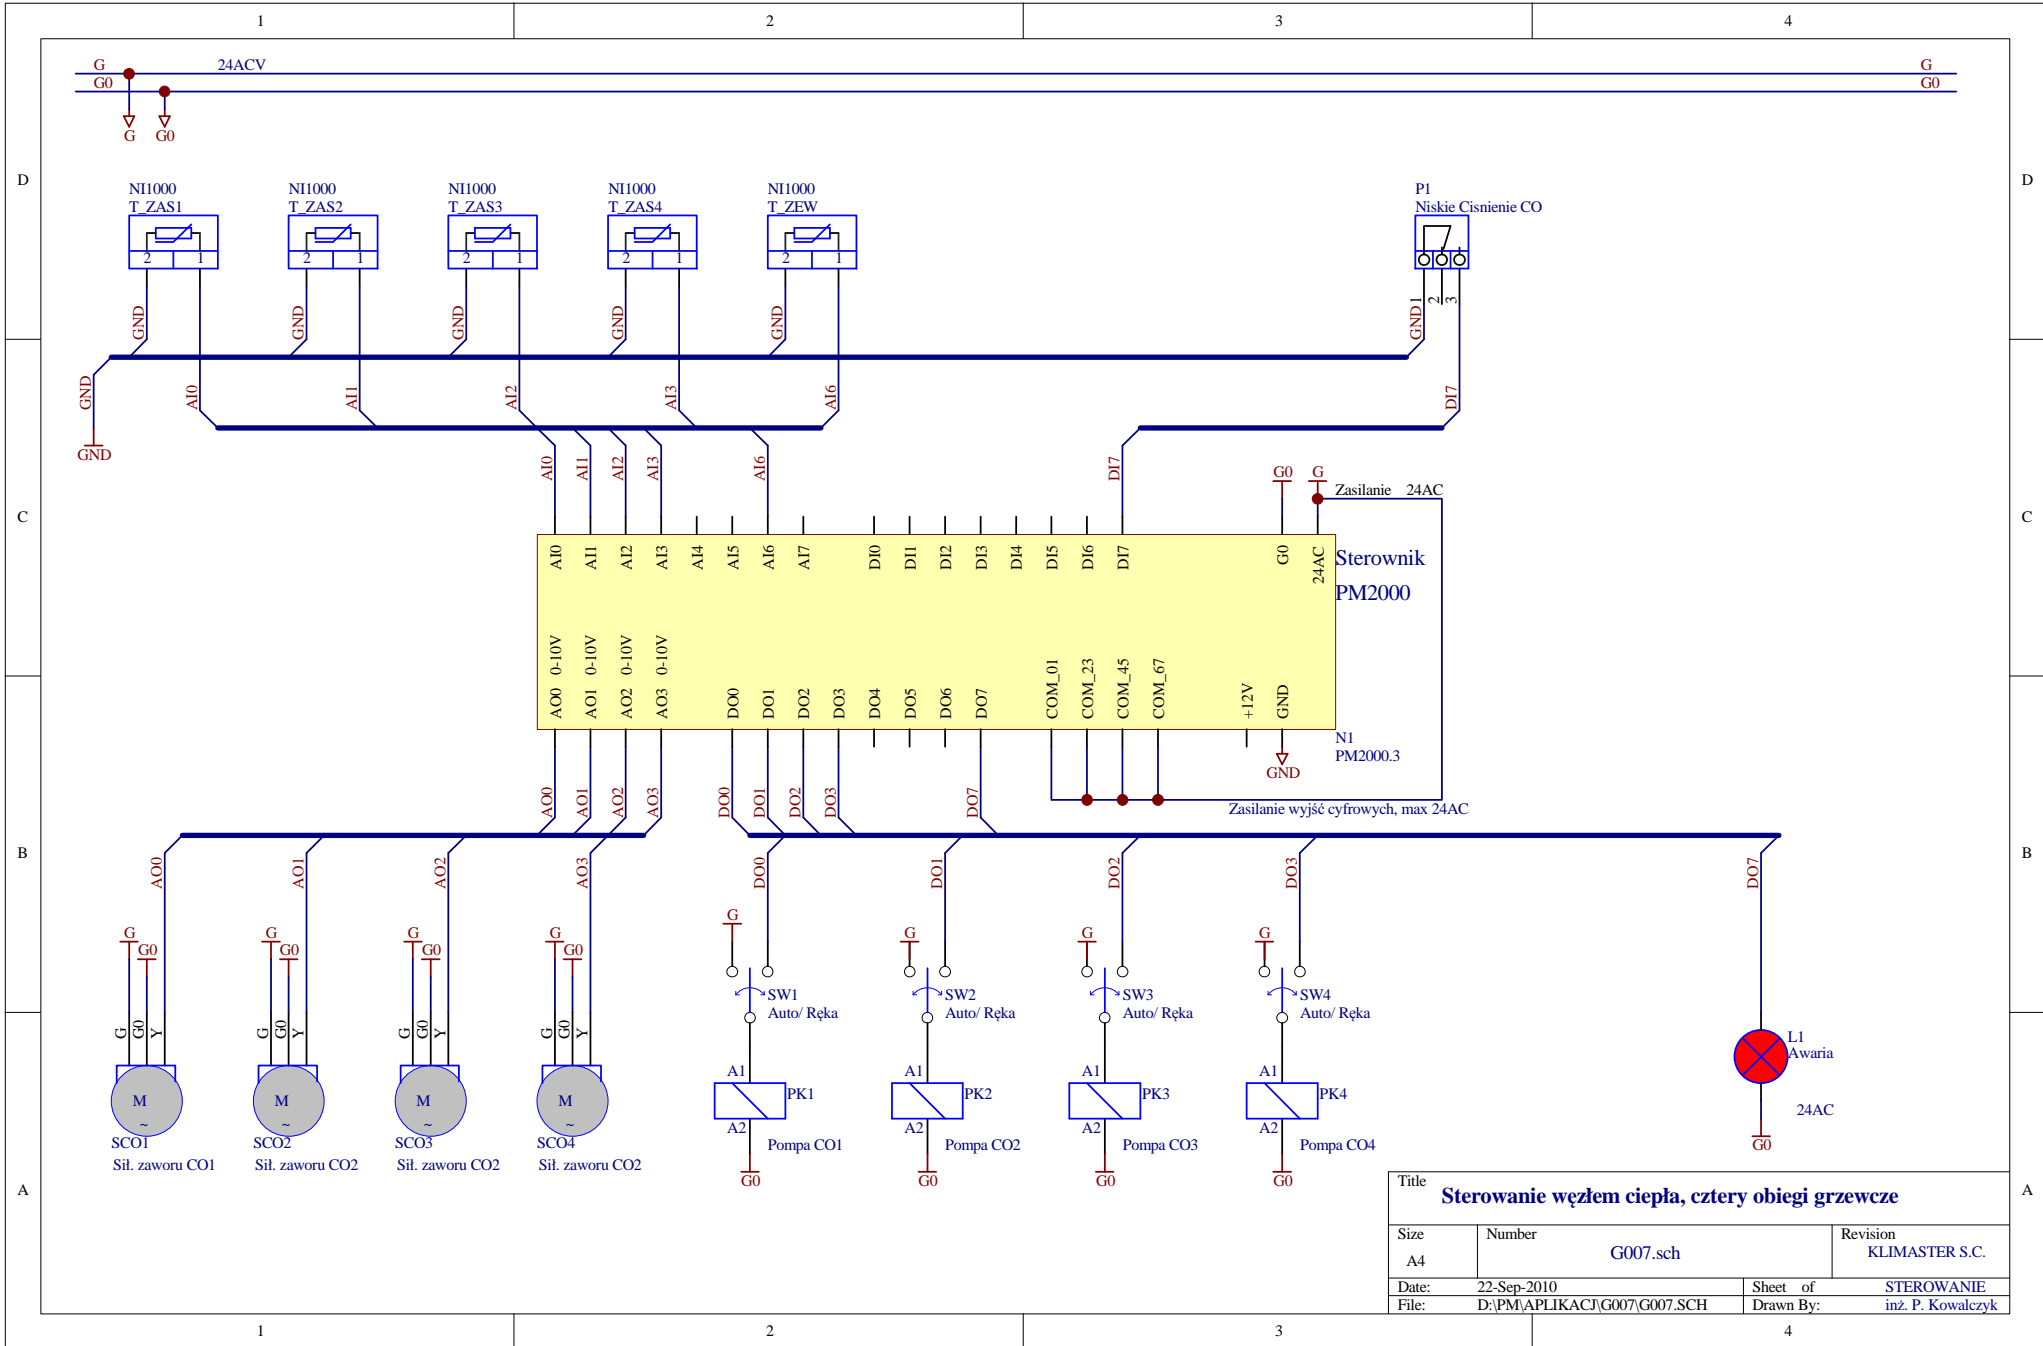 1 2 3 4
G 24ACV G
G0 G0
G G0
D D
NI1000 NI1000 NI1000 NI1000 NI1000 P1
T_ZAS1 T_ZAS2 T_ZAS3 T_ZAS4 T_ZEW Niskie Cisnienie CO
2 1 2 1 2 1 2 1 2 1
GND GND GND GND GND GND 1 2 3
GND AI0 AI1 AI2 AI3 AI6 DI7
GND
AI0 AI1 AI2 AI3 AI6 DI7 G0 G
Zasilanie 24AC
C C
AI0 AI1 AI2 AI3 AI4 AI5 AI6 AI7 DI0 DI1 DI2 DI3 DI4 DI5 DI6 DI7 G0 24AC
Sterownik
PM2000
AO0 0-10V AO1 0-10V AO2 0-10V AO3 0-10V DO0 DO1 DO2 DO3 DO4 DO5 DO6 DO7 COM_01 COM_23 COM_45 COM_67 +12V GND
N1
PM2000.3
GND
AO0 AO1 AO2 AO3 DO0 DO1 DO2 DO3 DO7
Zasilanie wyjść cyfrowych, max 24AC
B B
AO0 AO1 AO2 AO3 DO0 DO1 DO2 DO3 DO7
G G0 G G0 G G0 G G0 G G G G
SW1 SW2 SW3 SW4
Auto/ Ręka Auto/ Ręka Auto/ Ręka Auto/ Ręka
G G0 Y G G0 Y G G0 Y G G0 Y
L1
Awaria
A1 A1 A1 A1
M M M M PK1 PK2 PK3 PK4
~ ~ ~ ~ A2 A2 A2 A2
24AC
SCO1 SCO2 SCO3 SCO4 Pompa CO1 Pompa CO2 Pompa CO3 Pompa CO4 G0
Sił. zaworu CO1 Sił. zaworu CO2 Sił. zaworu CO2 Sił. zaworu CO2
G0 G0 G0 G0
A A
Title
Sterowanie węzłem ciepła, cztery obiegi grzewcze
Size Number Revision
A4 G007.sch KLIMASTER S.C.
Date: 22-Sep-2010 Sheet of STEROWANIE
File: D:\PM\APLIKACJ\G007\G007.SCH Drawn By: inż. P. Kowalczyk
1 2 3 4